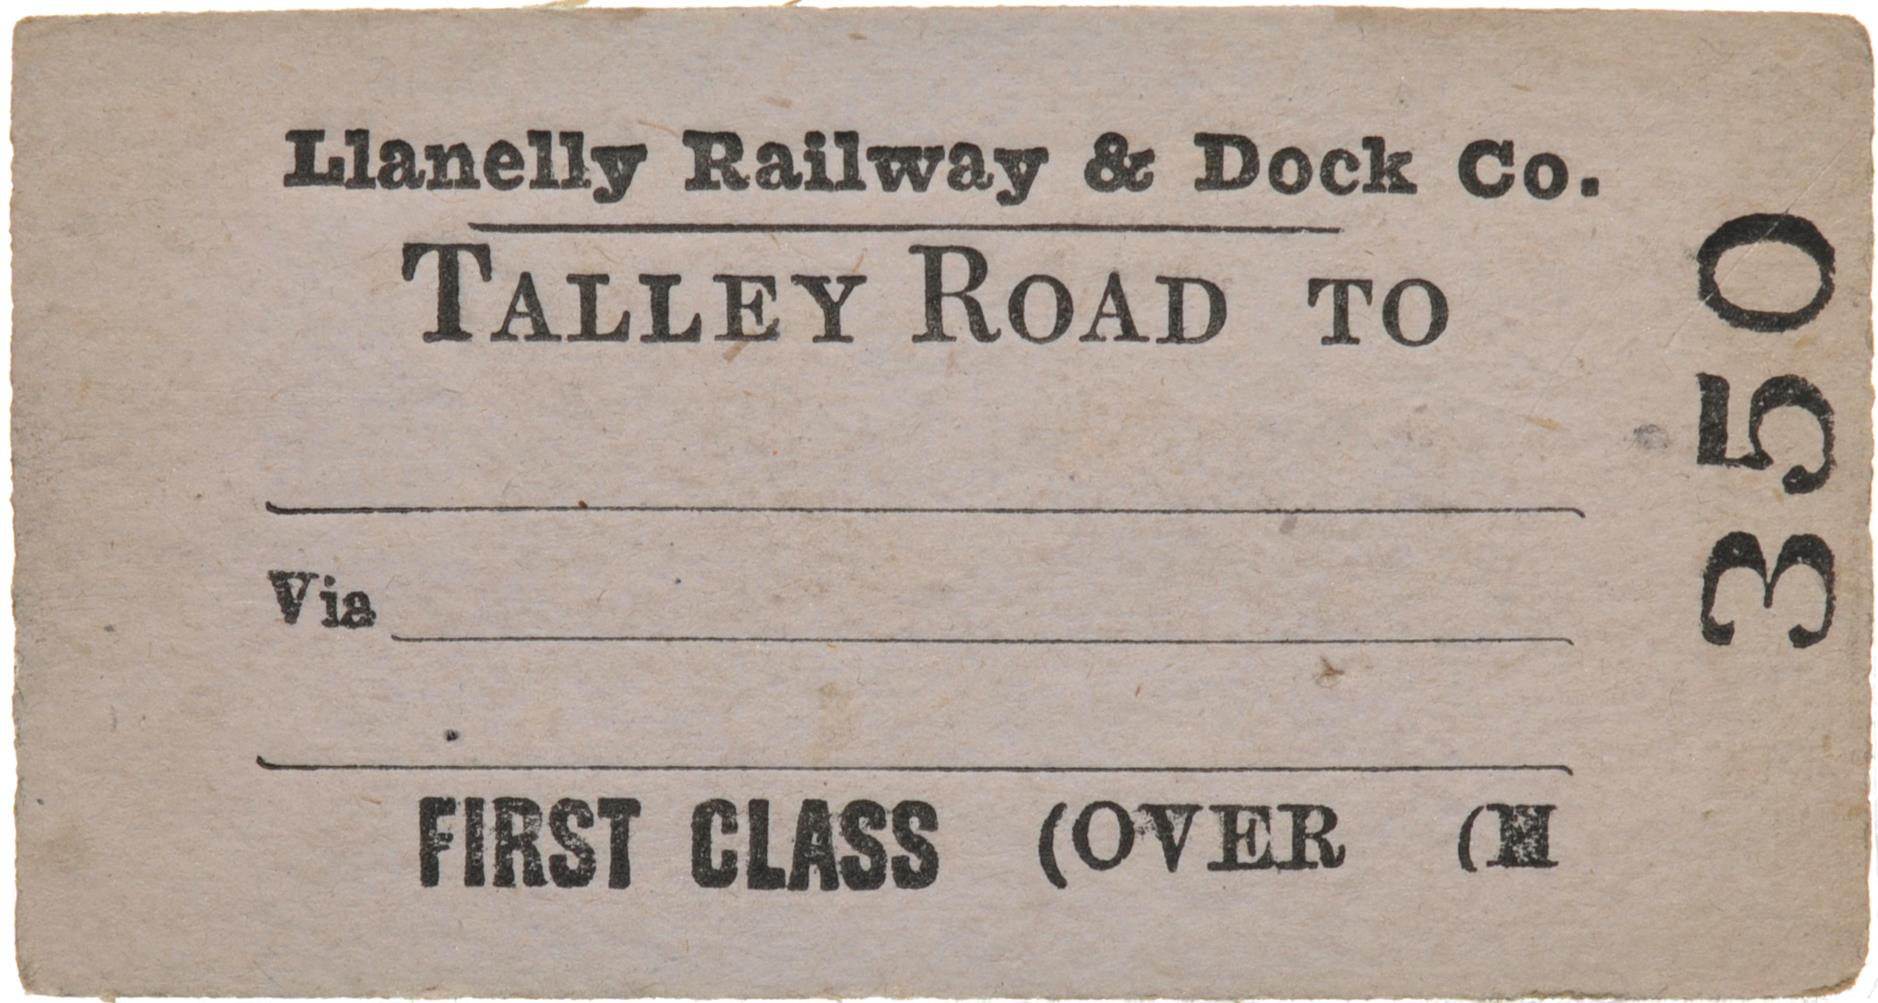 Llanelly Railway & Dock Co.
TALLEY ROAD TO
Via
FIRST CLASS (OVER (H
350